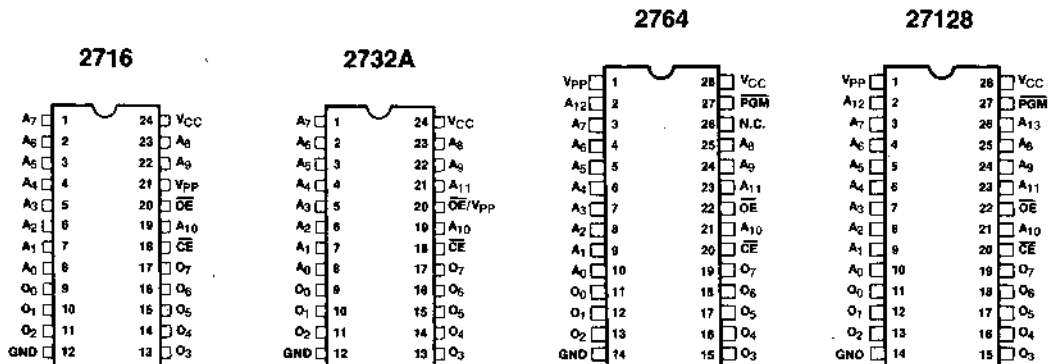 2716
A7 1 24 VCC
A6 2 23 A8
A5 3 22 A9
A4 4 21 VPP
A3 5 20 OE
A2 6 19 A10
A1 7 18 CE
A0 8 17 O7
O0 9 16 O6
O1 10 15 O5
O2 11 14 O4
GND 12 13 O3
2732A
A7 1 24 VCC
A6 2 23 A8
A5 3 22 A9
A4 4 21 A11
A3 5 20 OE/VPP
A2 6 19 A10
A1 7 18 CE
A0 8 17 O7
O0 9 16 O6
O1 10 15 O5
O2 11 14 O4
GND 12 13 O3
2764
VPP 1 28 VCC
A12 2 27 PGM
A7 3 26 N.C.
A6 4 25 A8
A5 5 24 A9
A4 6 23 A11
A3 7 22 OE
A2 8 21 A10
A1 9 20 CE
A0 10 19 O7
O0 11 18 O6
O1 12 17 O5
O2 13 16 O4
GND 14 15 O3
27128
VPP 1 28 VCC
A12 2 27 PGM
A7 3 26 A13
A6 4 25 A8
A5 5 24 A9
A4 6 23 A11
A3 7 22 OE
A2 8 21 A10
A1 9 20 CE
A0 10 19 O7
O0 11 18 O6
O1 12 17 O5
O2 13 16 O4
GND 14 15 O3